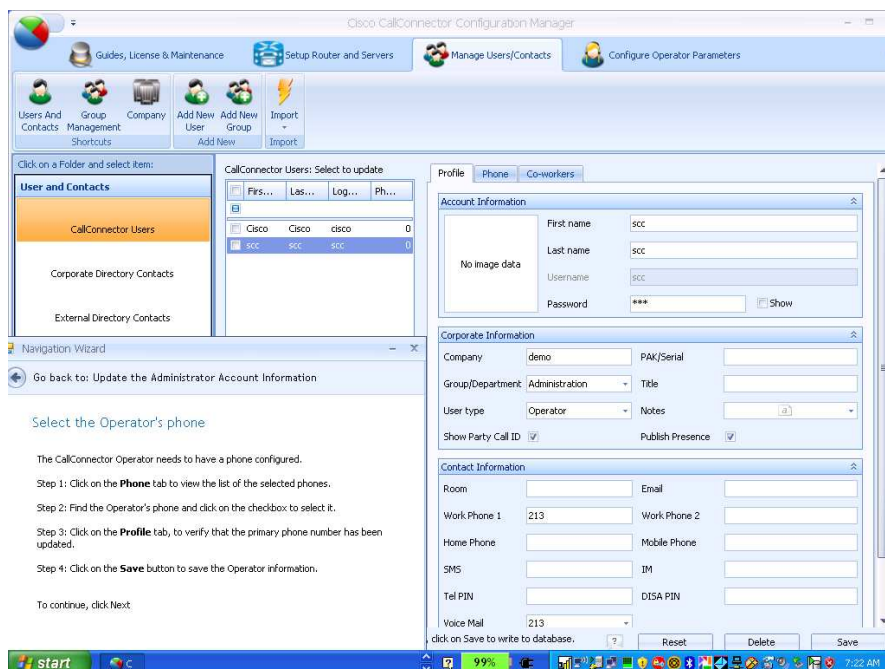 Cisco CallConnector Configuration Manager
Guides, License & Maintenance
Setup Router and Servers
Manage Users/Contacts
Configure Operator Parameters
Users And Contacts
Group Management
Company
Add New User
Add New Group
Import
Shortcuts
Add New
Import
Click on a Folder and select item:
User and Contacts
CallConnector Users
Corporate Directory Contacts
External Directory Contacts
CallConnector Users: Select to update
Firs... Las... Log... Ph...
Cisco Cisco cisco 0
scc scc scc 0
Profile Phone Co-workers
Account Information
No image data
First name scc
Last name scc
Username scc
Password *** Show
Corporate Information
Company demo PAK/Serial
Group/Department Administration Title
User type Operator Notes
Show Party Call ID Publish Presence
Contact Information
Room Email
Work Phone 1 213 Work Phone 2
Home Phone Mobile Phone
SMS IM
Tel PIN DISA PIN
Voice Mail 213
click on Save to write to database. ? Reset Delete Save
Navigation Wizard
Go back to: Update the Administrator Account Information
Select the Operator's phone
The CallConnector Operator needs to have a phone configured.
Step 1: Click on the Phone tab to view the list of the selected phones.
Step 2: Find the Operator's phone and click on the checkbox to select it.
Step 3: Click on the Profile tab, to verify that the primary phone number has been
updated.
Step 4: Click on the Save button to save the Operator information.
To continue, click Next
start C 99% 7:22 AM